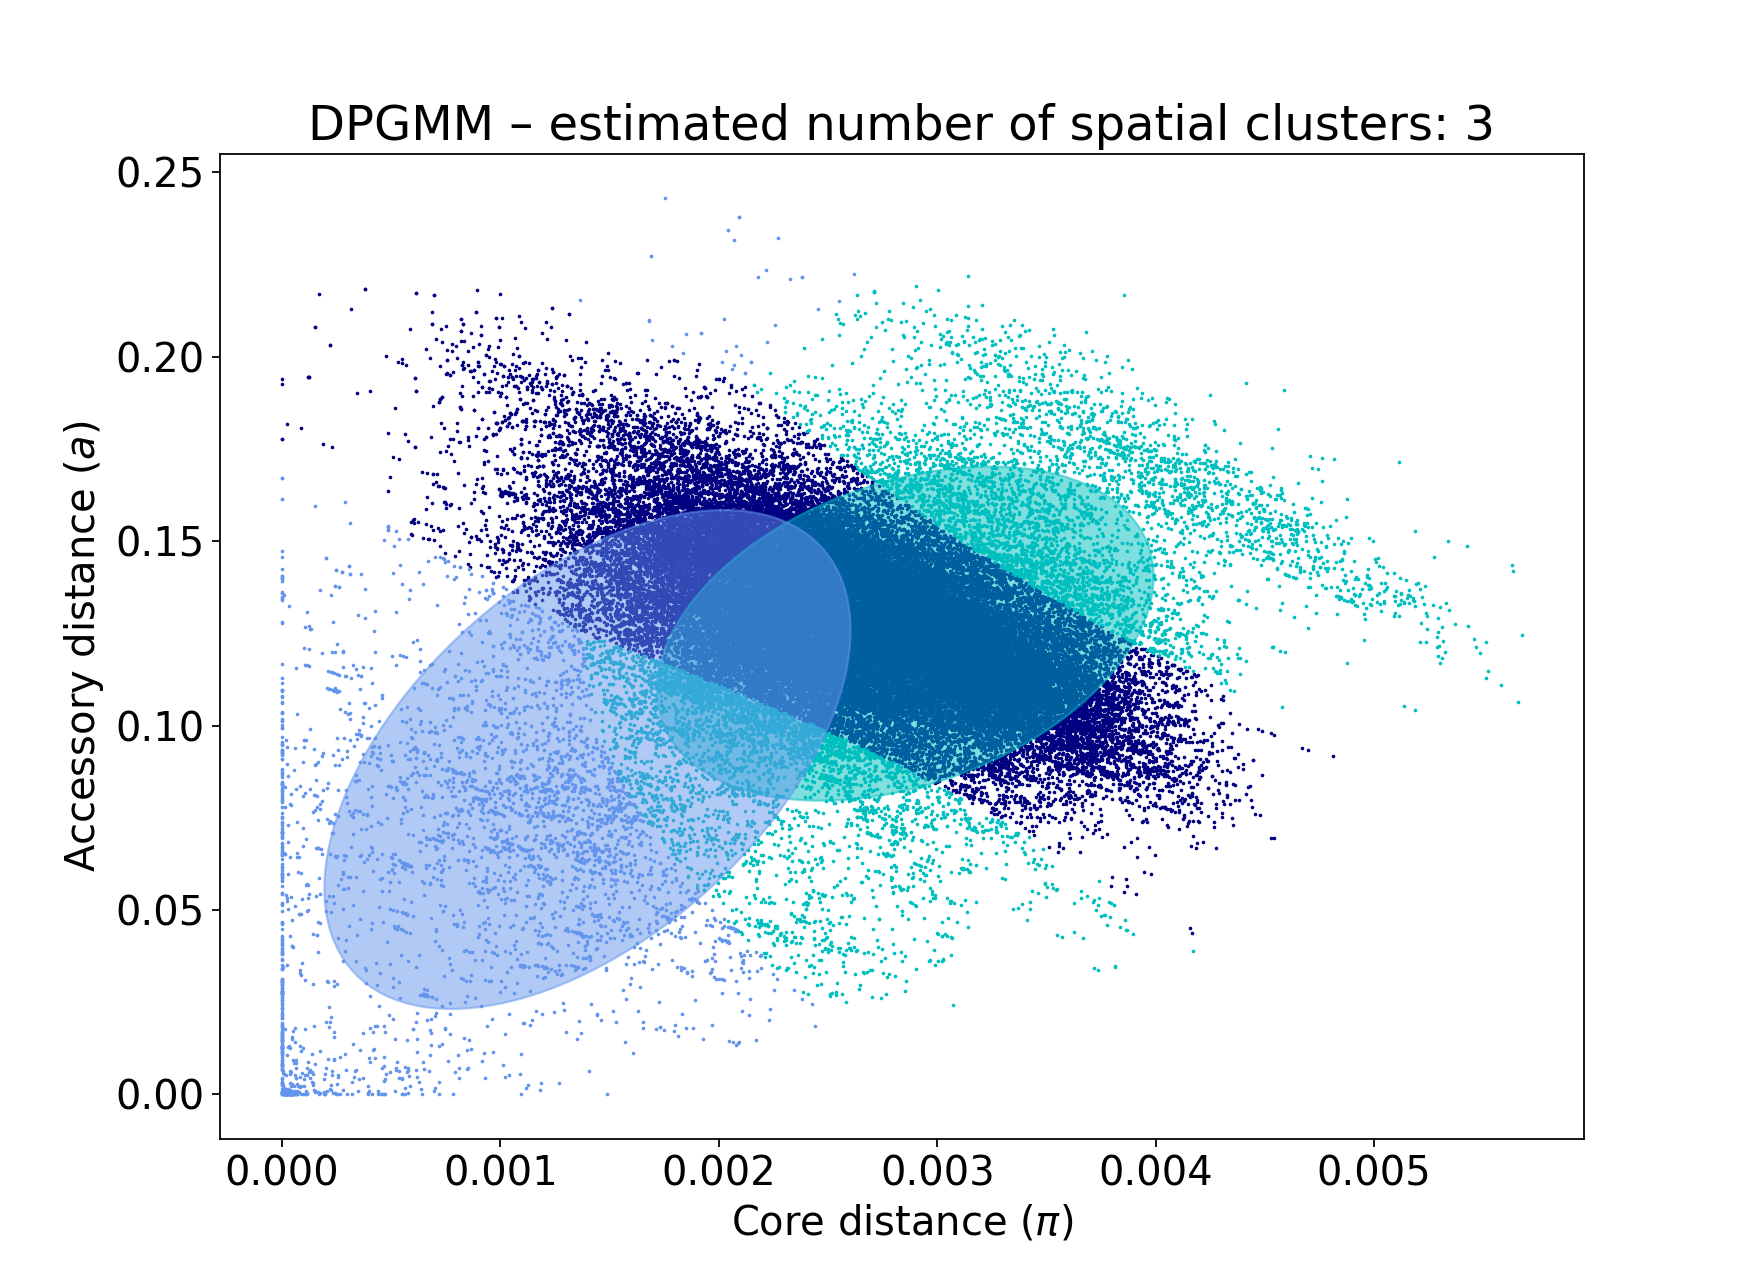 DPGMM – estimated number of spatial clusters: 3
0.25
0.20
0.15
0.10
0.05
0.00
Accessory distance (a)
0.000 0.001 0.002 0.003 0.004 0.005
Core distance (π)